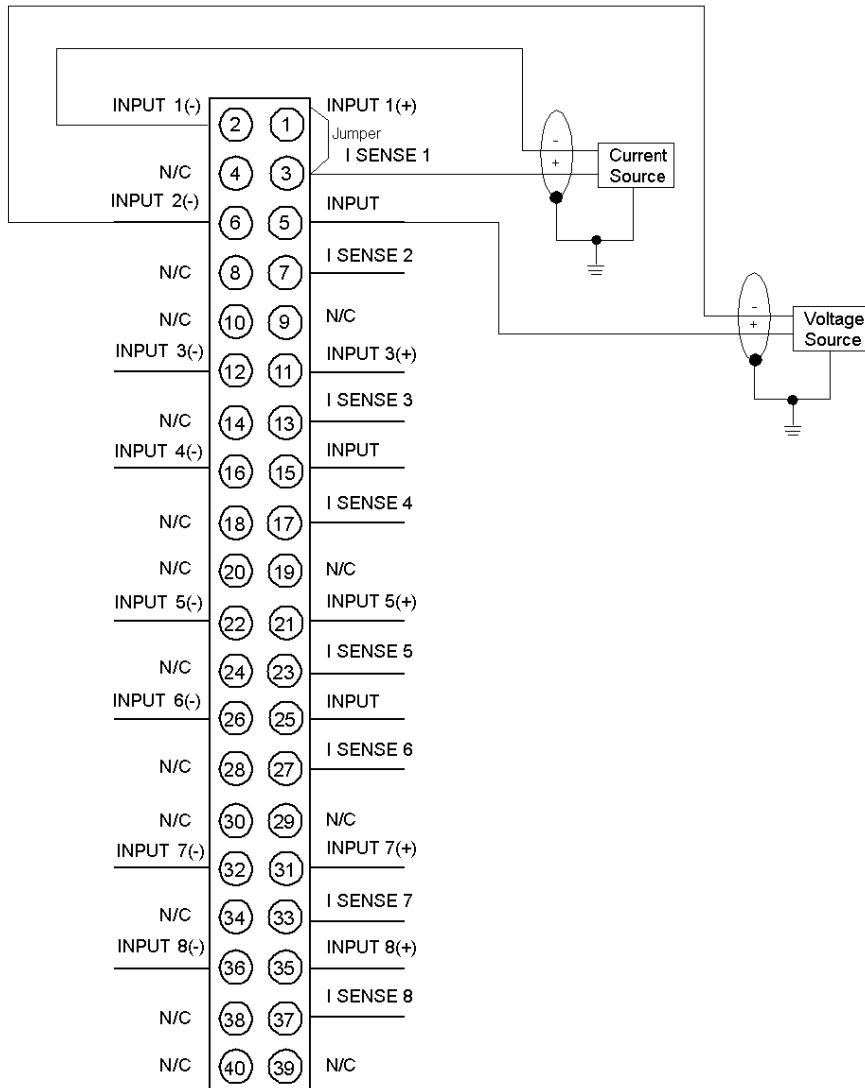 INPUT 1(-) 2 1 INPUT 1(+)
Jumper
N/C 4 3 I SENSE 1
INPUT 2(-) 6 5 INPUT
N/C 8 7 I SENSE 2
N/C 10 9 N/C
INPUT 3(-) 12 11 INPUT 3(+)
N/C 14 13 I SENSE 3
INPUT 4(-) 16 15 INPUT
N/C 18 17 I SENSE 4
N/C 20 19 N/C
INPUT 5(-) 22 21 INPUT 5(+)
N/C 24 23 I SENSE 5
INPUT 6(-) 26 25 INPUT
N/C 28 27 I SENSE 6
N/C 30 29 N/C
INPUT 7(-) 32 31 INPUT 7(+)
N/C 34 33 I SENSE 7
INPUT 8(-) 36 35 INPUT 8(+)
N/C 38 37 I SENSE 8
N/C 40 39 N/C
-
+
Current
Source
-
+
Voltage
Source